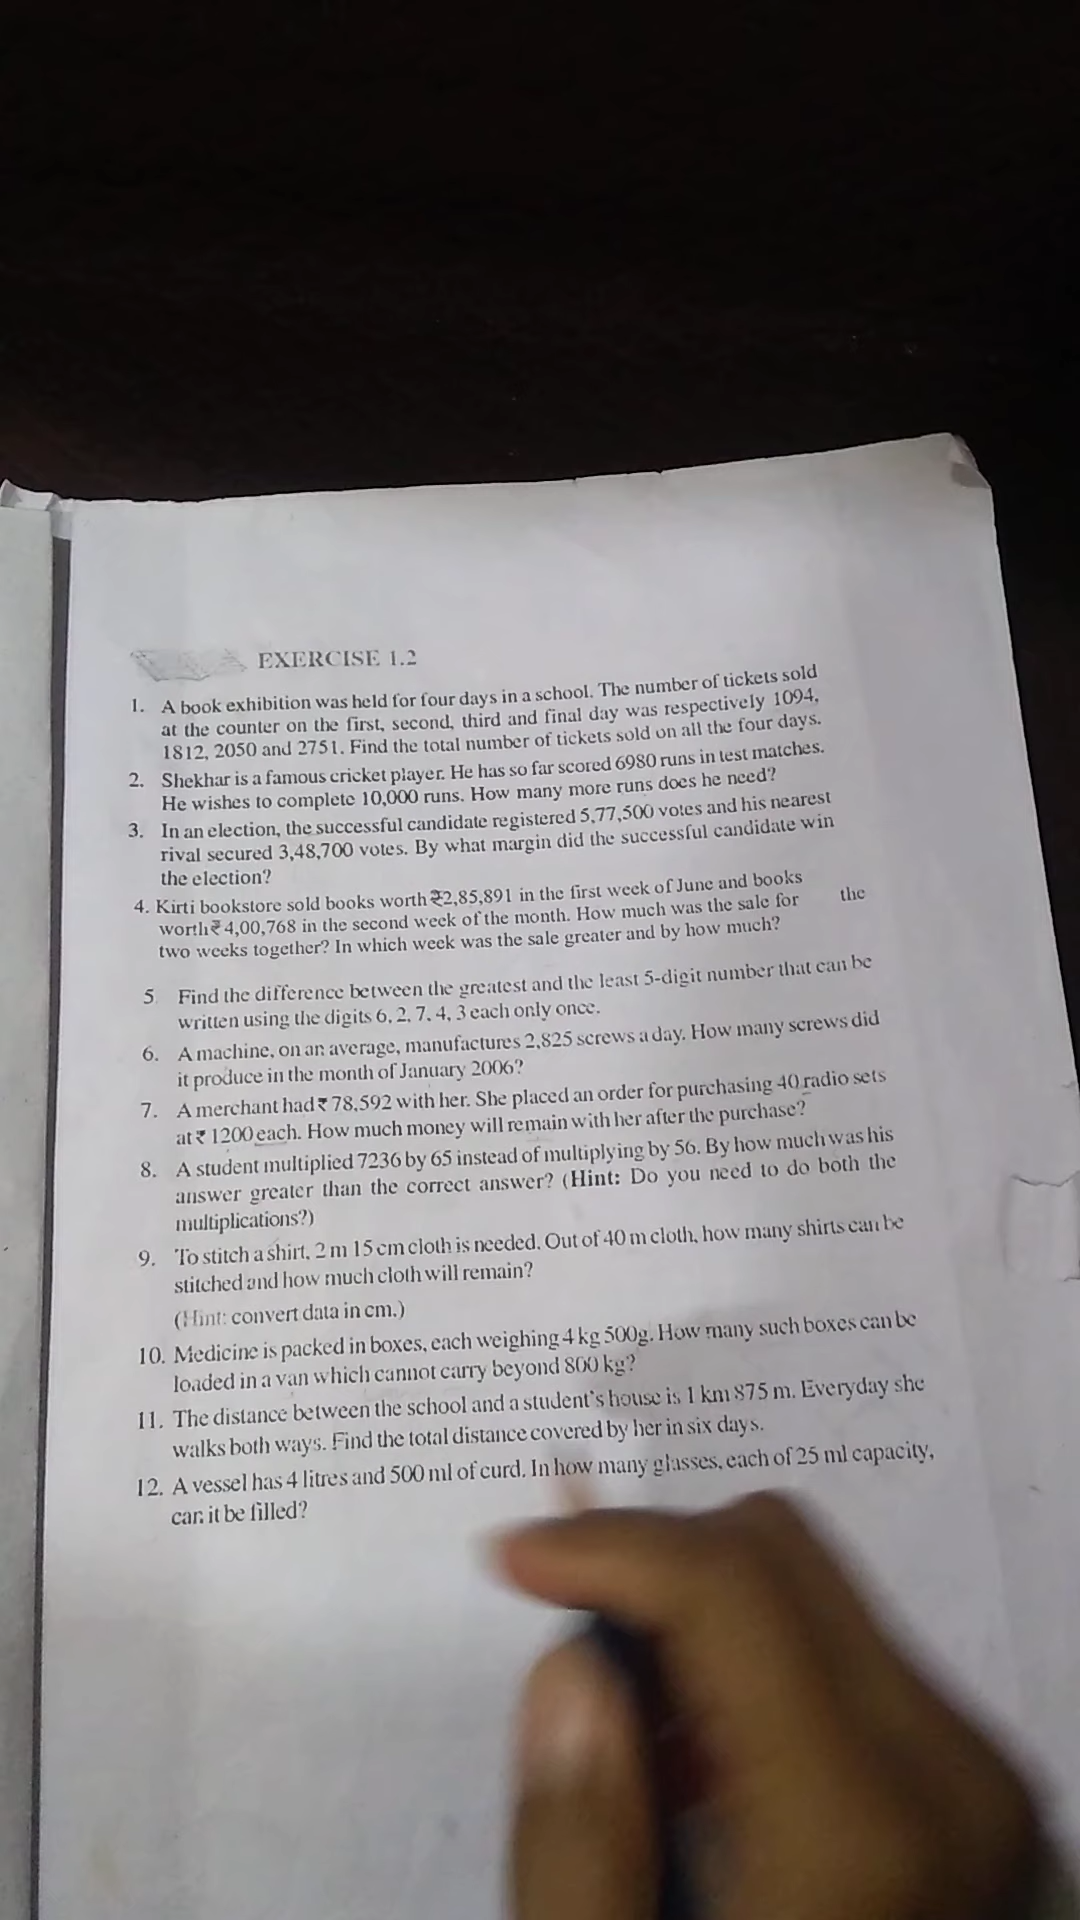 EXERCISE 1.2
1. A book exhibition was held for four days in a school. The number of tickets sold
at the counter on the first, second, third and final day was respectively 1094,
1812, 2050 and 2751. Find the total number of tickets sold on all the four days.
2. Shekhar is a famous cricket player. He has so far scored 6980 runs in test matches.
He wishes to complete 10,000 runs. How many more runs does he need?
3. In an election, the successful candidate registered 5,77,500 votes and his nearest
rival secured 3,48,700 votes. By what margin did the successful candidate win
the election?
4. Kirti bookstore sold books worth ₹2,85,891 in the first week of June and books
worth ₹ 4,00,768 in the second week of the month. How much was the sale for the
two weeks together? In which week was the sale greater and by how much?
5. Find the difference between the greatest and the least 5-digit number that can be
written using the digits 6, 2, 7, 4, 3 each only once.
6. A machine, on an average, manufactures 2,825 screws a day. How many screws did
it produce in the month of January 2006?
7. A merchant had ₹ 78,592 with her. She placed an order for purchasing 40 radio sets
at ₹ 1200 each. How much money will remain with her after the purchase?
8. A student multiplied 7236 by 65 instead of multiplying by 56. By how much was his
answer greater than the correct answer? (Hint: Do you need to do both the
multiplications?)
9. To stitch a shirt, 2 m 15 cm cloth is needed. Out of 40 m cloth, how many shirts can be
stitched and how much cloth will remain?
(Hint: convert data in cm.)
10. Medicine is packed in boxes, each weighing 4 kg 500g. How many such boxes can be
loaded in a van which cannot carry beyond 800 kg?
11. The distance between the school and a student's house is 1 km 875 m. Everyday she
walks both ways. Find the total distance covered by her in six days.
12. A vessel has 4 litres and 500 ml of curd. In how many glasses, each of 25 ml capacity,
can it be filled?